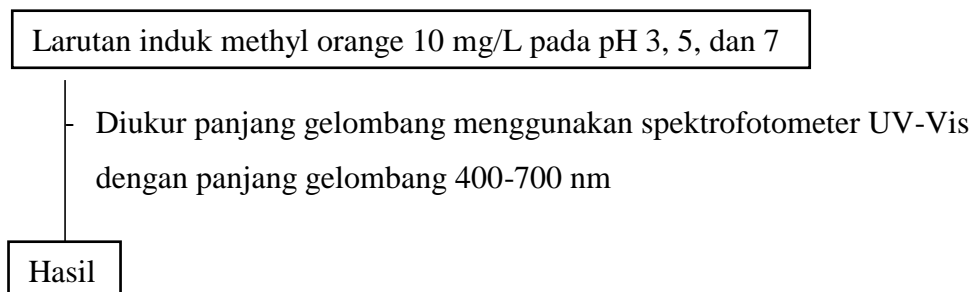 Larutan induk methyl orange 10 mg/L pada pH 3, 5, dan 7
- Diukur panjang gelombang menggunakan spektrofotometer UV-Vis
dengan panjang gelombang 400-700 nm
Hasil